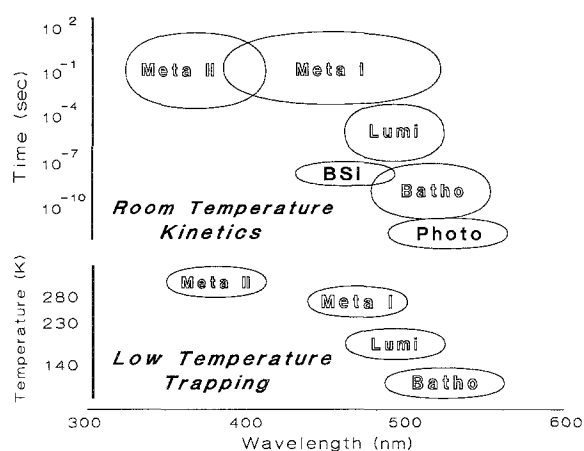 10 2
Meta II
Meta I
10 -1
Time (sec)
10 -4
Lumi
10 -7
BSI
Batho
10 -10
Room Temperature
Kinetics
Photo
Temperature (K)
Meta II
280
Meta I
230
Lumi
140
Low Temperature
Trapping
Batho
300 400 500 600
Wavelength (nm)